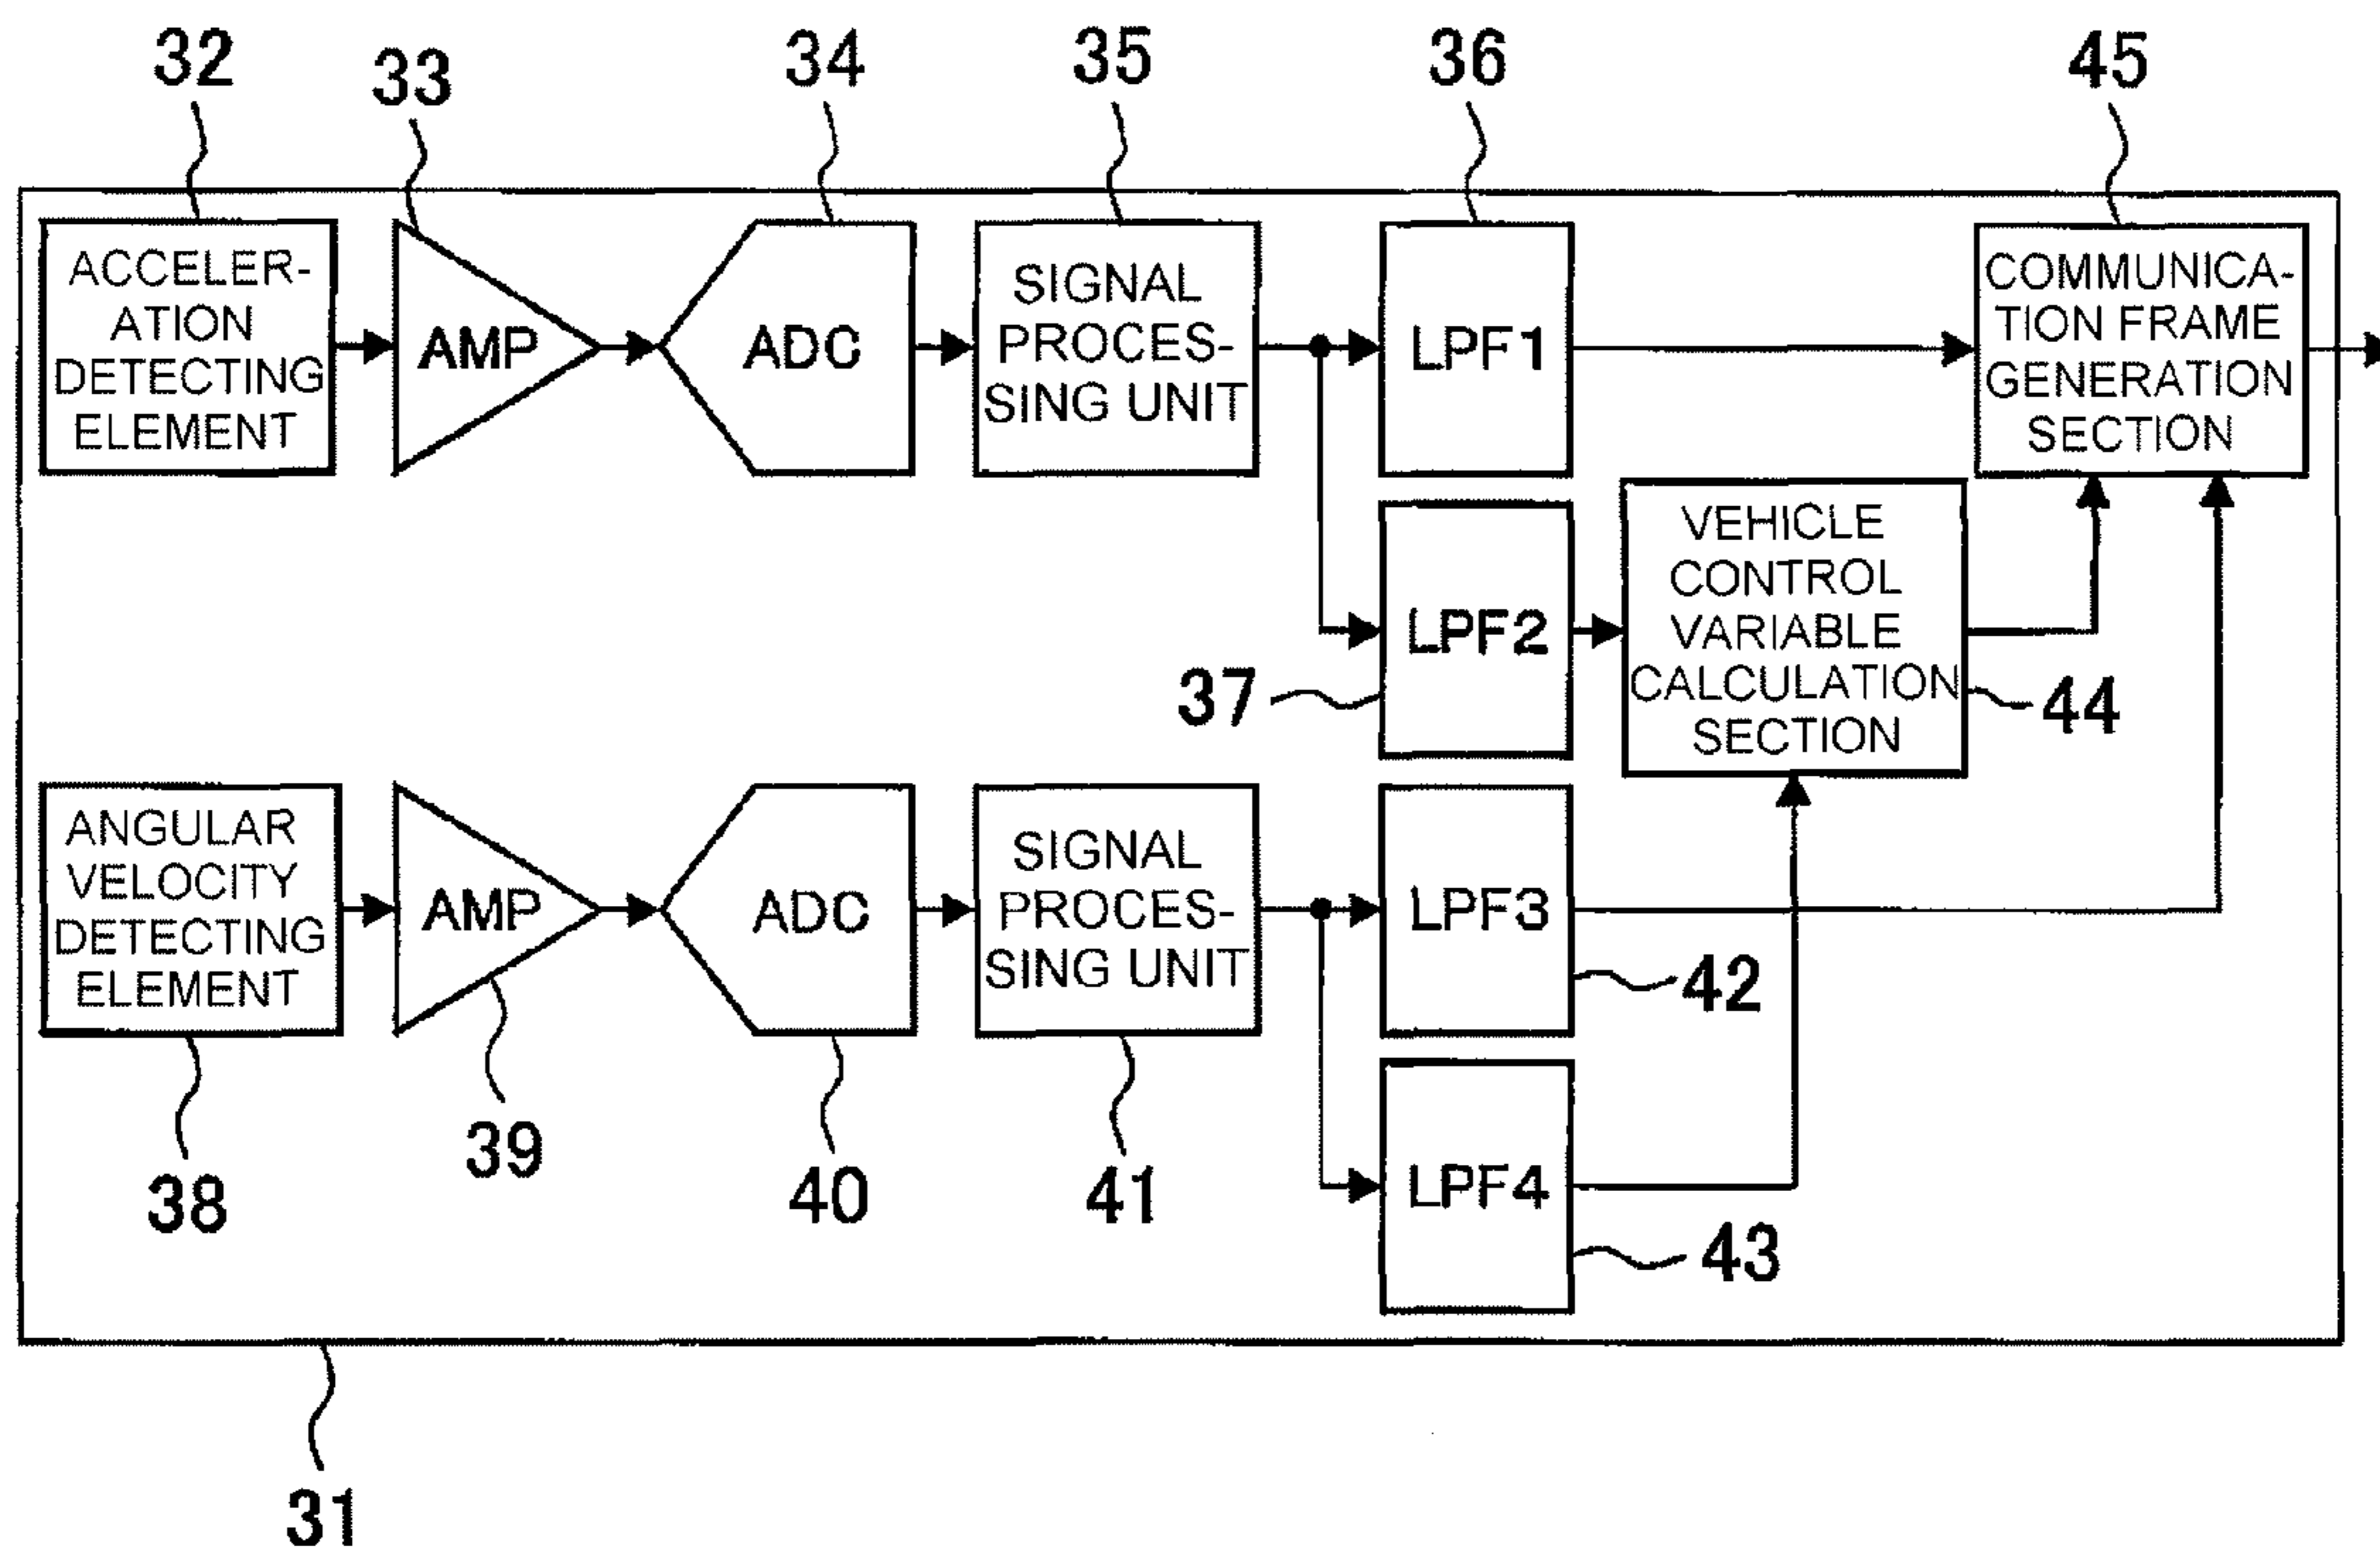 32
33
34
35
36
45
ACCELER-
ATION
DETECTING
ELEMENT
AMP
ADC
SIGNAL
PROCES-
SING UNIT
LPF1
COMMUNICA-
TION FRAME
GENERATION
SECTION
LPF2
37
VEHICLE
CONTROL
VARIABLE
CALCULATION
SECTION
44
ANGULAR
VELOCITY
DETECTING
ELEMENT
AMP
ADC
SIGNAL
PROCES-
SING UNIT
LPF3
42
LPF4
43
38
39
40
41
31